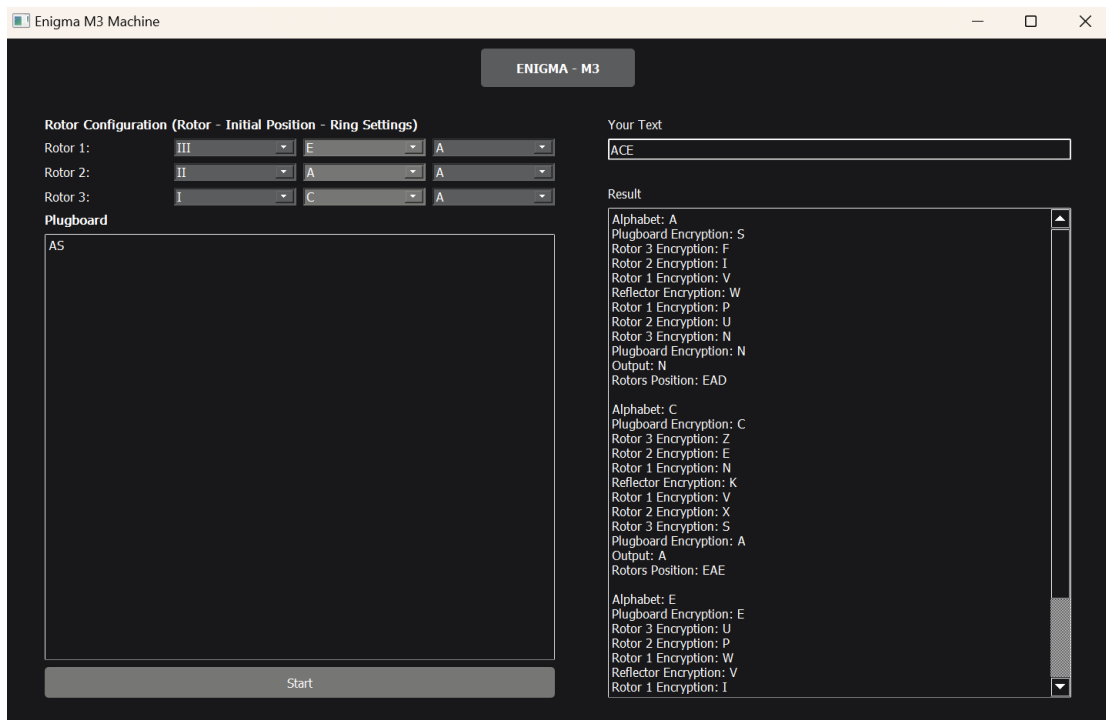 Enigma M3 Machine
ENIGMA - M3
Rotor Configuration (Rotor - Initial Position - Ring Settings)
Rotor 1: III E A
Rotor 2: II A A
Rotor 3: I C A
Plugboard
AS
Start
Your Text
ACE
Result
Alphabet: A
Plugboard Encryption: S
Rotor 3 Encryption: F
Rotor 2 Encryption: I
Rotor 1 Encryption: V
Reflector Encryption: W
Rotor 1 Encryption: P
Rotor 2 Encryption: U
Rotor 3 Encryption: N
Plugboard Encryption: N
Output: N
Rotors Position: EAD
Alphabet: C
Plugboard Encryption: C
Rotor 3 Encryption: Z
Rotor 2 Encryption: E
Rotor 1 Encryption: N
Reflector Encryption: K
Rotor 1 Encryption: V
Rotor 2 Encryption: X
Rotor 3 Encryption: S
Plugboard Encryption: A
Output: A
Rotors Position: EAE
Alphabet: E
Plugboard Encryption: E
Rotor 3 Encryption: U
Rotor 2 Encryption: P
Rotor 1 Encryption: W
Reflector Encryption: V
Rotor 1 Encryption: I